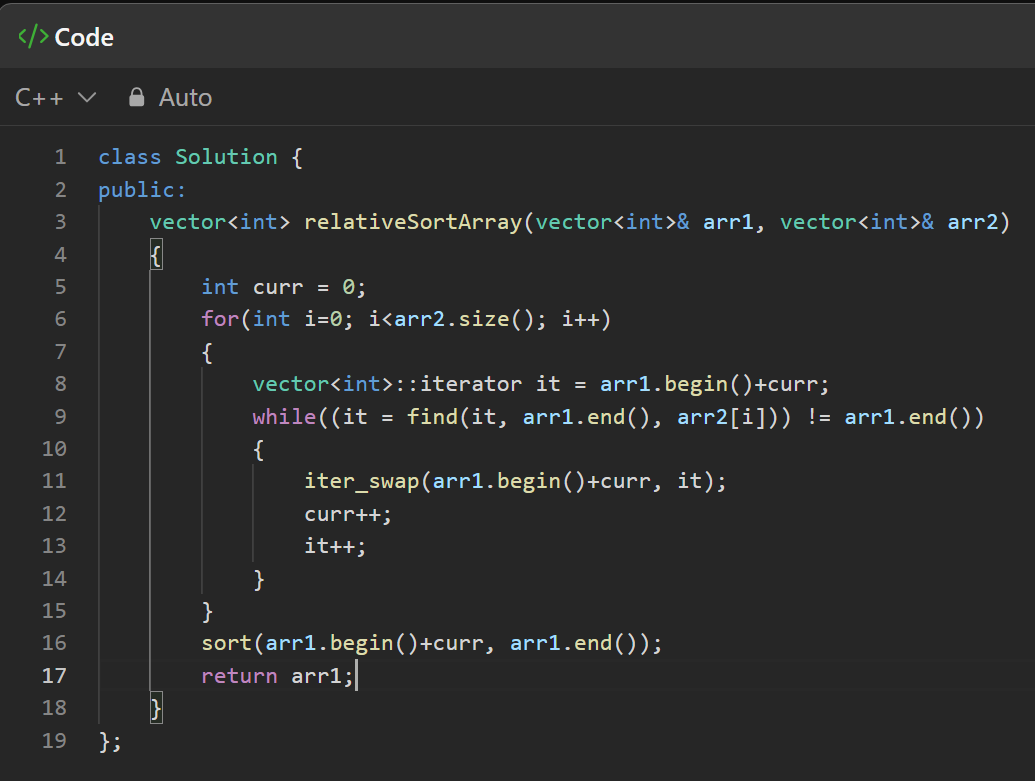 </> Code
C++ Auto
1 class Solution {
2 public:
3     vector<int> relativeSortArray(vector<int>& arr1, vector<int>& arr2)
4     {
5         int curr = 0;
6         for(int i=0; i<arr2.size(); i++)
7         {
8             vector<int>::iterator it = arr1.begin()+curr;
9             while((it = find(it, arr1.end(), arr2[i])) != arr1.end())
10             {
11                 iter_swap(arr1.begin()+curr, it);
12                 curr++;
13                 it++;
14             }
15         }
16         sort(arr1.begin()+curr, arr1.end());
17         return arr1;
18     }
19 };